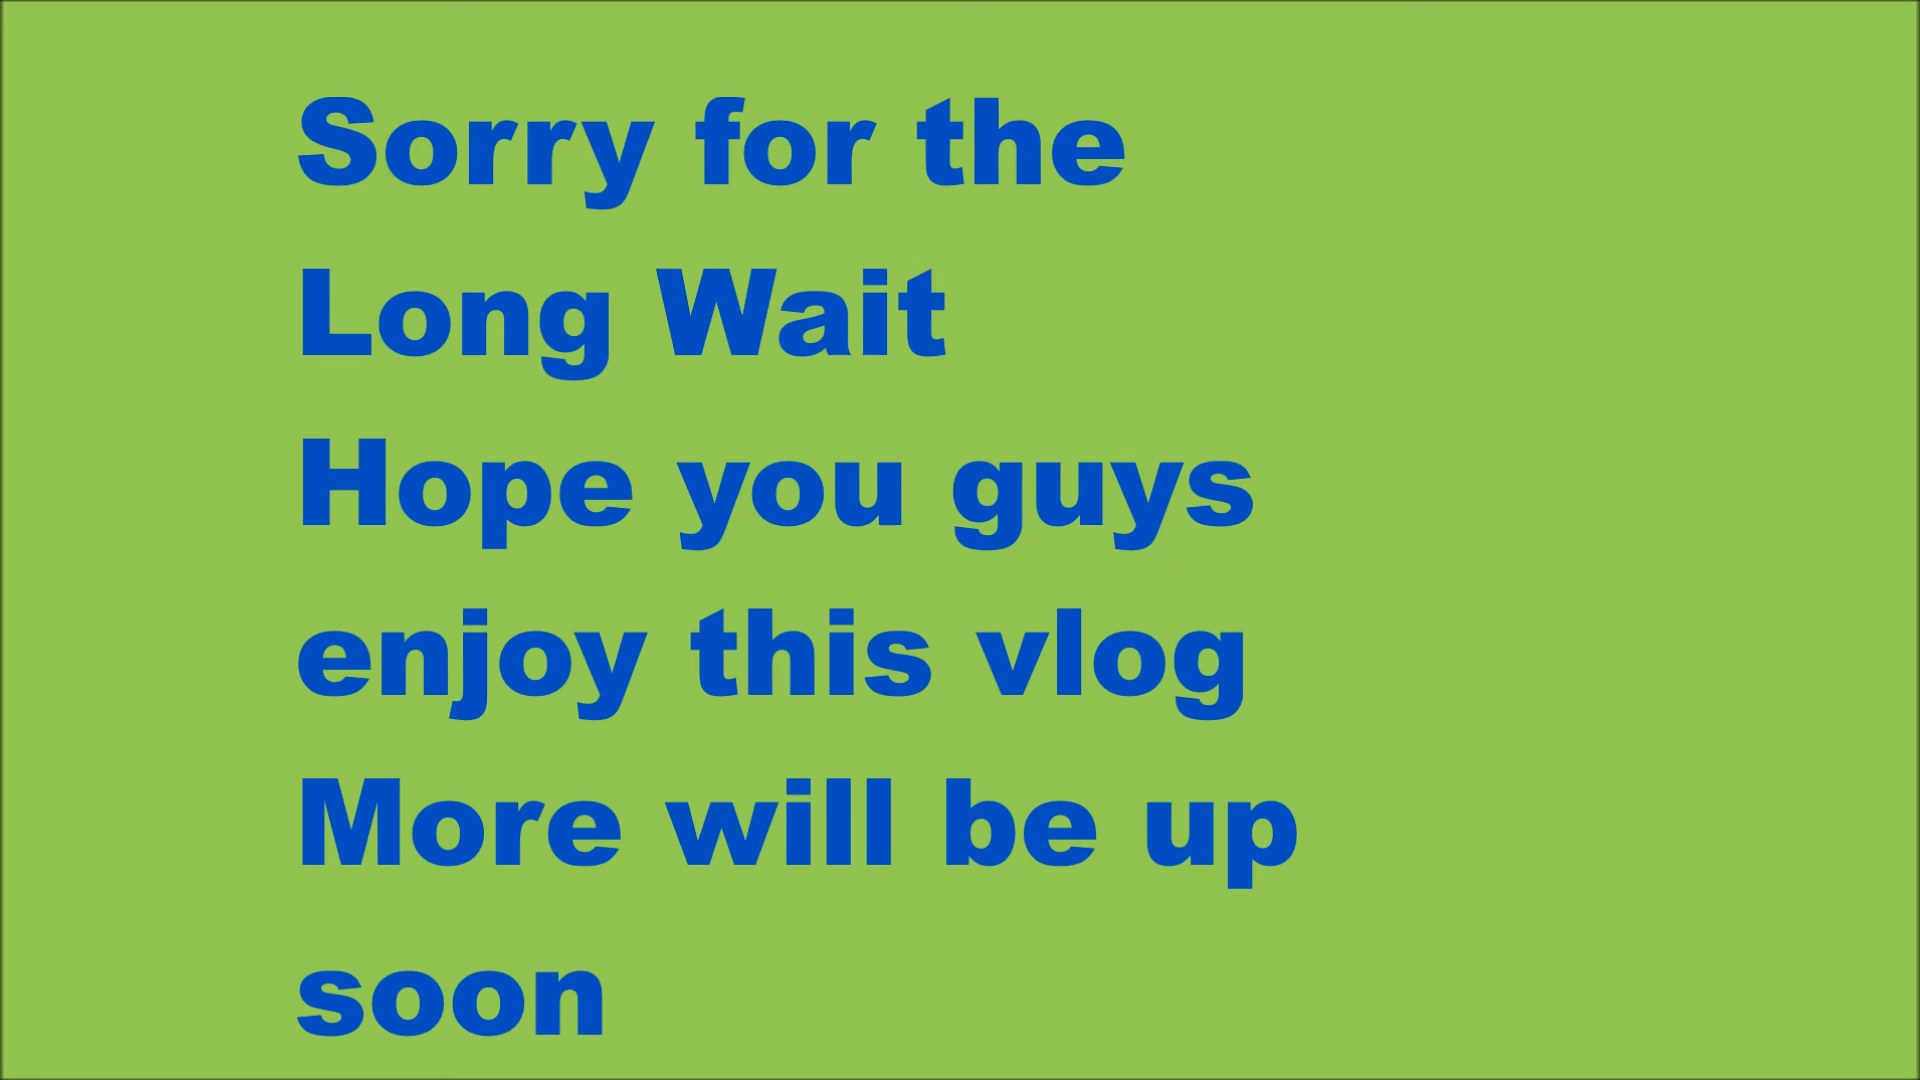 Sorry for the
Long Wait
Hope you guys
enjoy this vlog
More will be up
soon